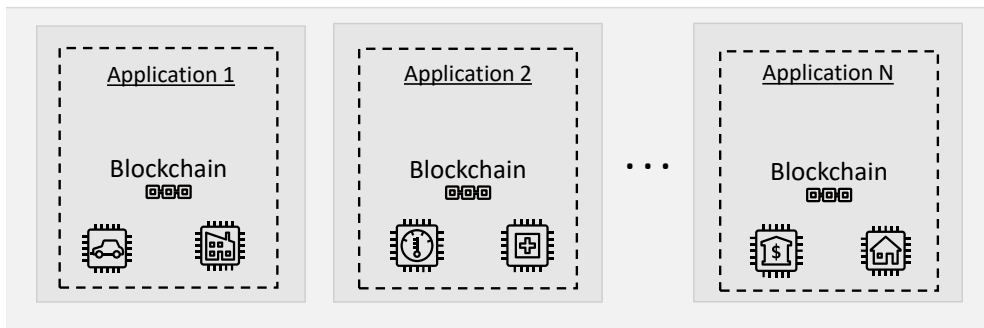 Application 1
Blockchain
Application 2
Blockchain
...
Application N
Blockchain
$